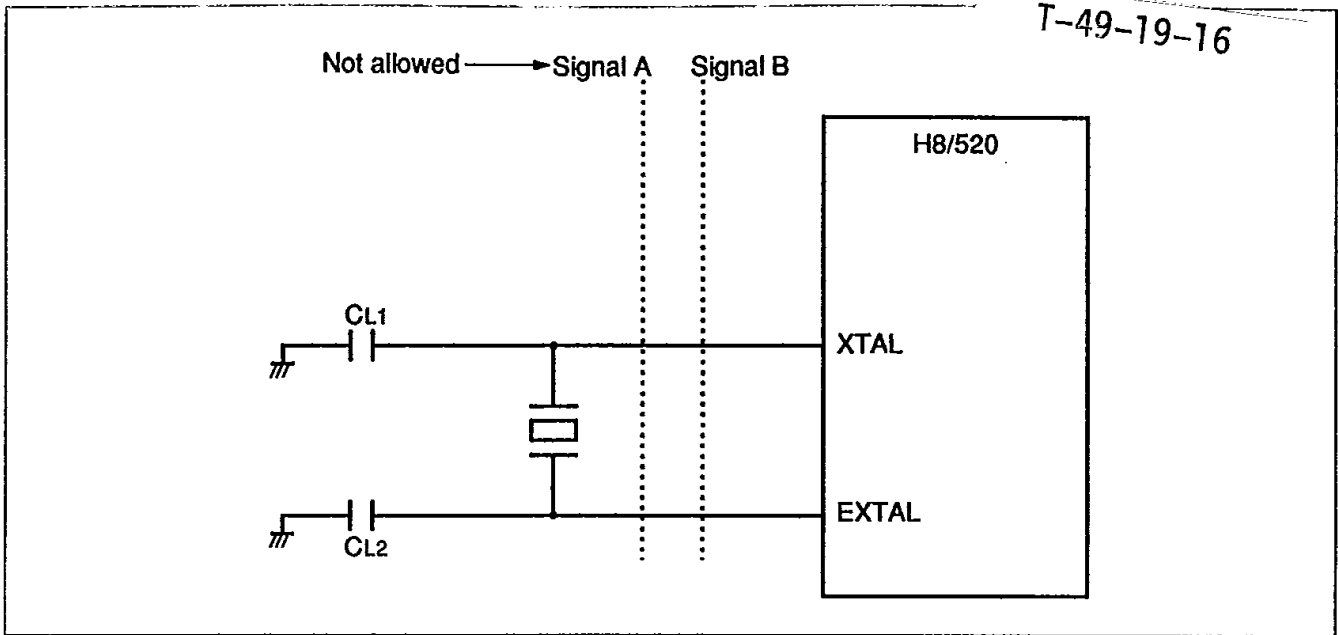 T-49-19-16
Not allowed Signal A Signal B
H8/520
CL1
XTAL
EXTAL
CL2